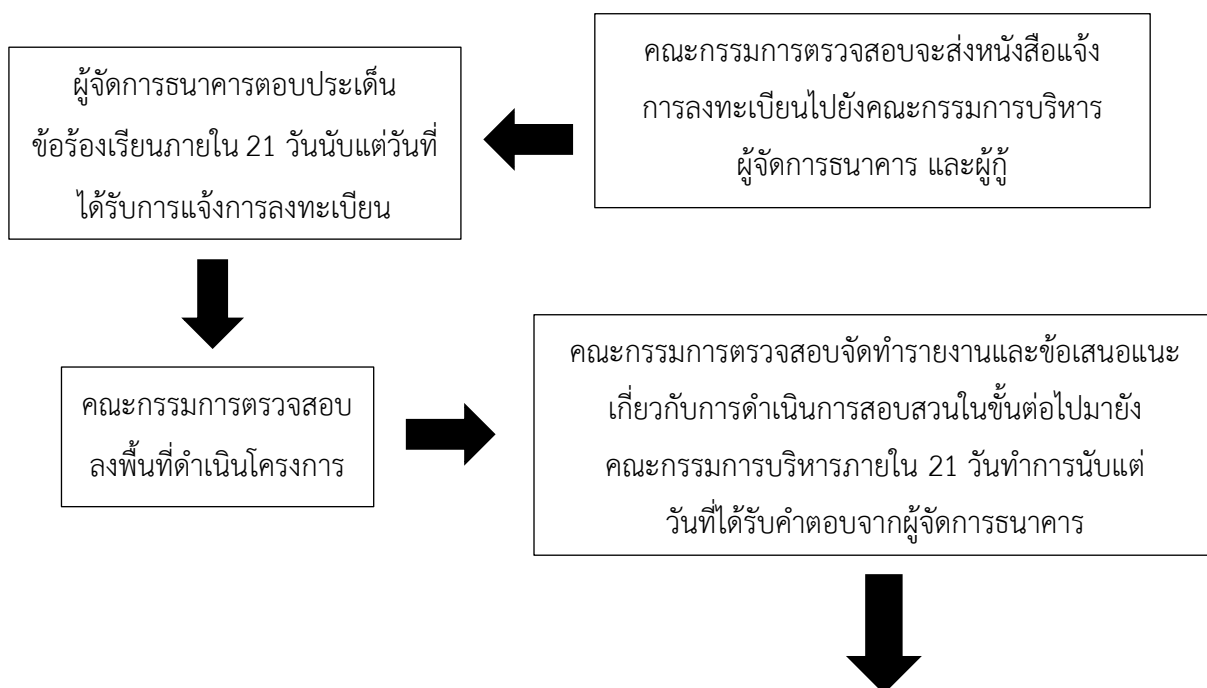 คณะกรรมการตรวจสอบจะส่งหนังสือแจ้ง
การลงทะเบียนไปยังคณะกรรมการบริหาร
ผู้จัดการธนาคาร และผู้กู้
ผู้จัดการธนาคารตอบประเด็น
ข้อร้องเรียนภายใน 21 วันนับแต่วันที่
ได้รับการแจ้งการลงทะเบียน
คณะกรรมการตรวจสอบ
ลงพื้นที่ดำเนินโครงการ
คณะกรรมการตรวจสอบจัดทำรายงานและข้อเสนอแนะ
เกี่ยวกับการดำเนินการสอบสวนในขั้นต่อไปมายัง
คณะกรรมการบริหารภายใน 21 วันทำการนับแต่
วันที่ได้รับคำตอบจากผู้จัดการธนาคาร